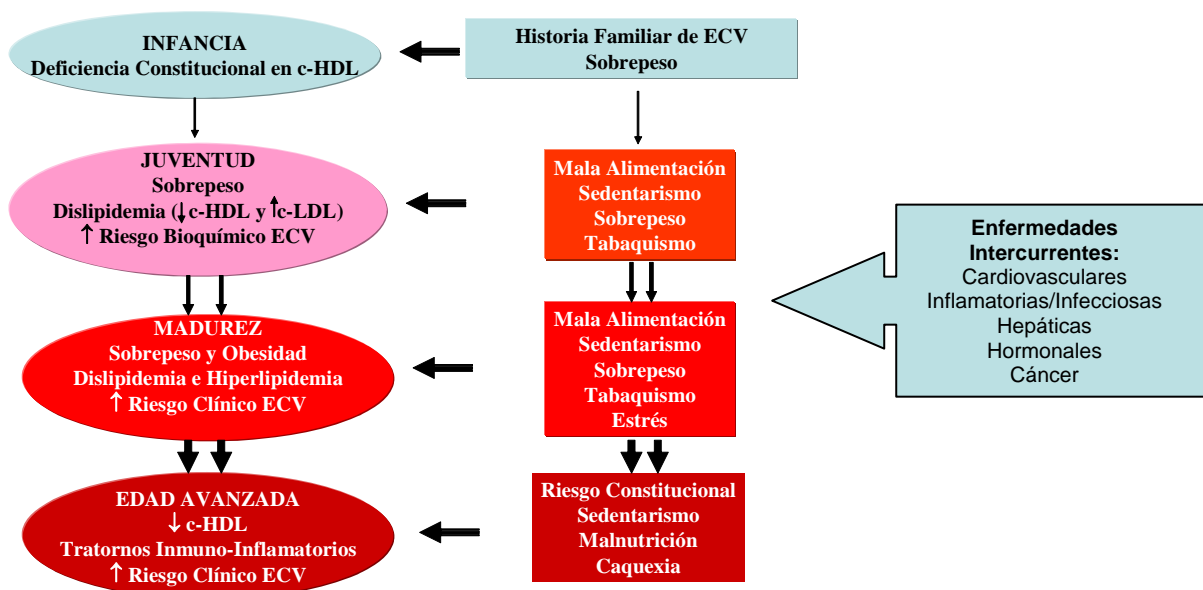 INFANCIA
Deficiencia Constitucional en c-HDL
Historia Familiar de ECV
Sobrepeso
JUVENTUD
Sobrepeso
Dislipidemia (↓c-HDL y ↑c-LDL)
↑ Riesgo Bioquímico ECV
Mala Alimentación
Sedentarismo
Sobrepeso
Tabaquismo
Enfermedades
Intercurrentes:
Cardiovasculares
Inflamatorias/Infecciosas
Hepáticas
Hormonales
Cáncer
MADUREZ
Sobrepeso y Obesidad
Dislipidemia e Hiperlipidemia
↑ Riesgo Clínico ECV
Mala Alimentación
Sedentarismo
Sobrepeso
Tabaquismo
Estrés
EDAD AVANZADA
↓ c-HDL
Tratornos Inmuno-Inflamatorios
↑ Riesgo Clínico ECV
Riesgo Constitucional
Sedentarismo
Malnutrición
Caquexia